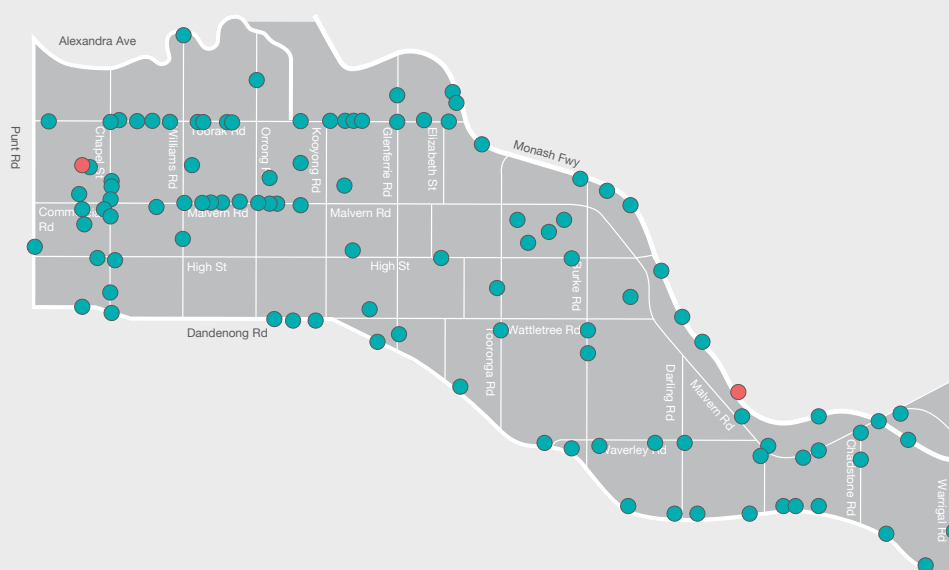 Alexandra Ave
Punt Rd
Chapel St
Williams Rd
Toorak Rd
Orrong Rd
Kooyong Rd
Glenferrie Rd
Elizabeth St
Monash Fwy
Commercial
Rd
Malvern Rd
Malvern Rd
High St
High St
Burke Rd
Dandenong Rd
Wattletree Rd
Tooronga Rd
Darling Rd
Malvern Rd
Waverley Rd
Chadstone Rd
Warrigal Rd